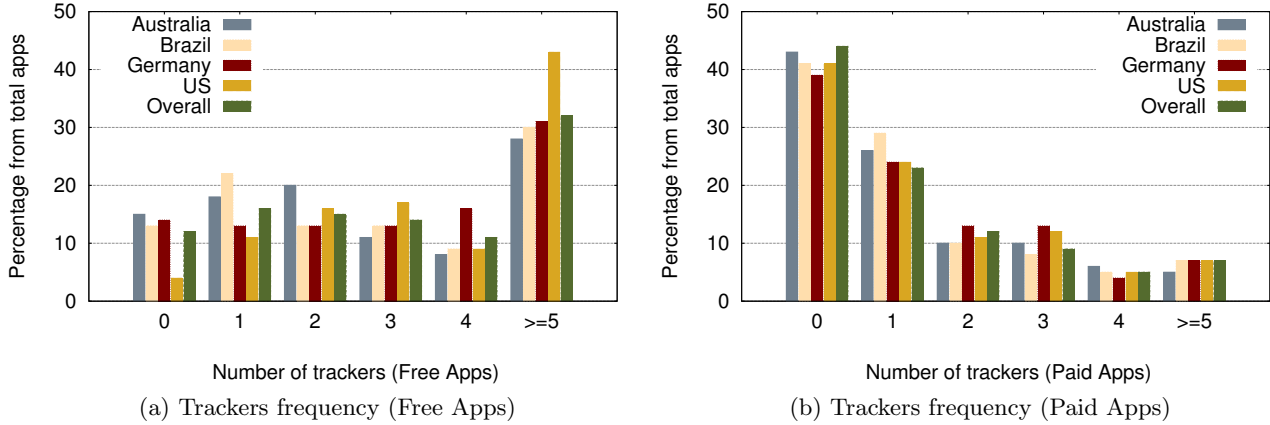 50
40
30
20
10
0
Percentage from total apps
Australia
Brazil
Germany
US
Overall
0 1 2 3 4 >=5
Number of trackers (Free Apps)
(a) Trackers frequency (Free Apps)
50
40
30
20
10
0
Percentage from total apps
Australia
Brazil
Germany
US
Overall
0 1 2 3 4 >=5
Number of trackers (Paid Apps)
(b) Trackers frequency (Paid Apps)